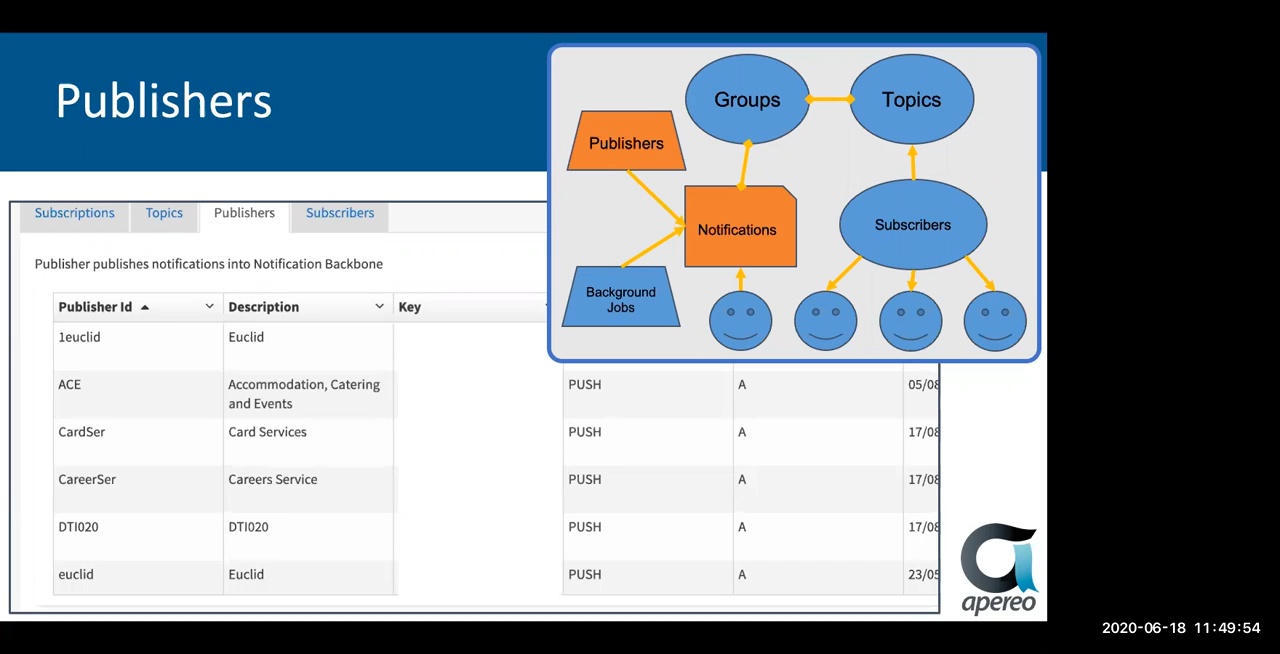 Publishers
Groups
Topics
Publishers
Notifications
Subscribers
Background
Jobs
Subscriptions Topics Publishers Subscribers
Publisher publishes notifications into Notification Backbone
Publisher Id Description Key
1euclid Euclid
ACE Accommodation, Catering and Events PUSH A 05/08
CardSer Card Services PUSH A 17/08
CareerSer Careers Service PUSH A 17/08
DTI020 DTI020 PUSH A 17/08
euclid Euclid PUSH A 23/05
apereo
2020-06-18 11:49:54